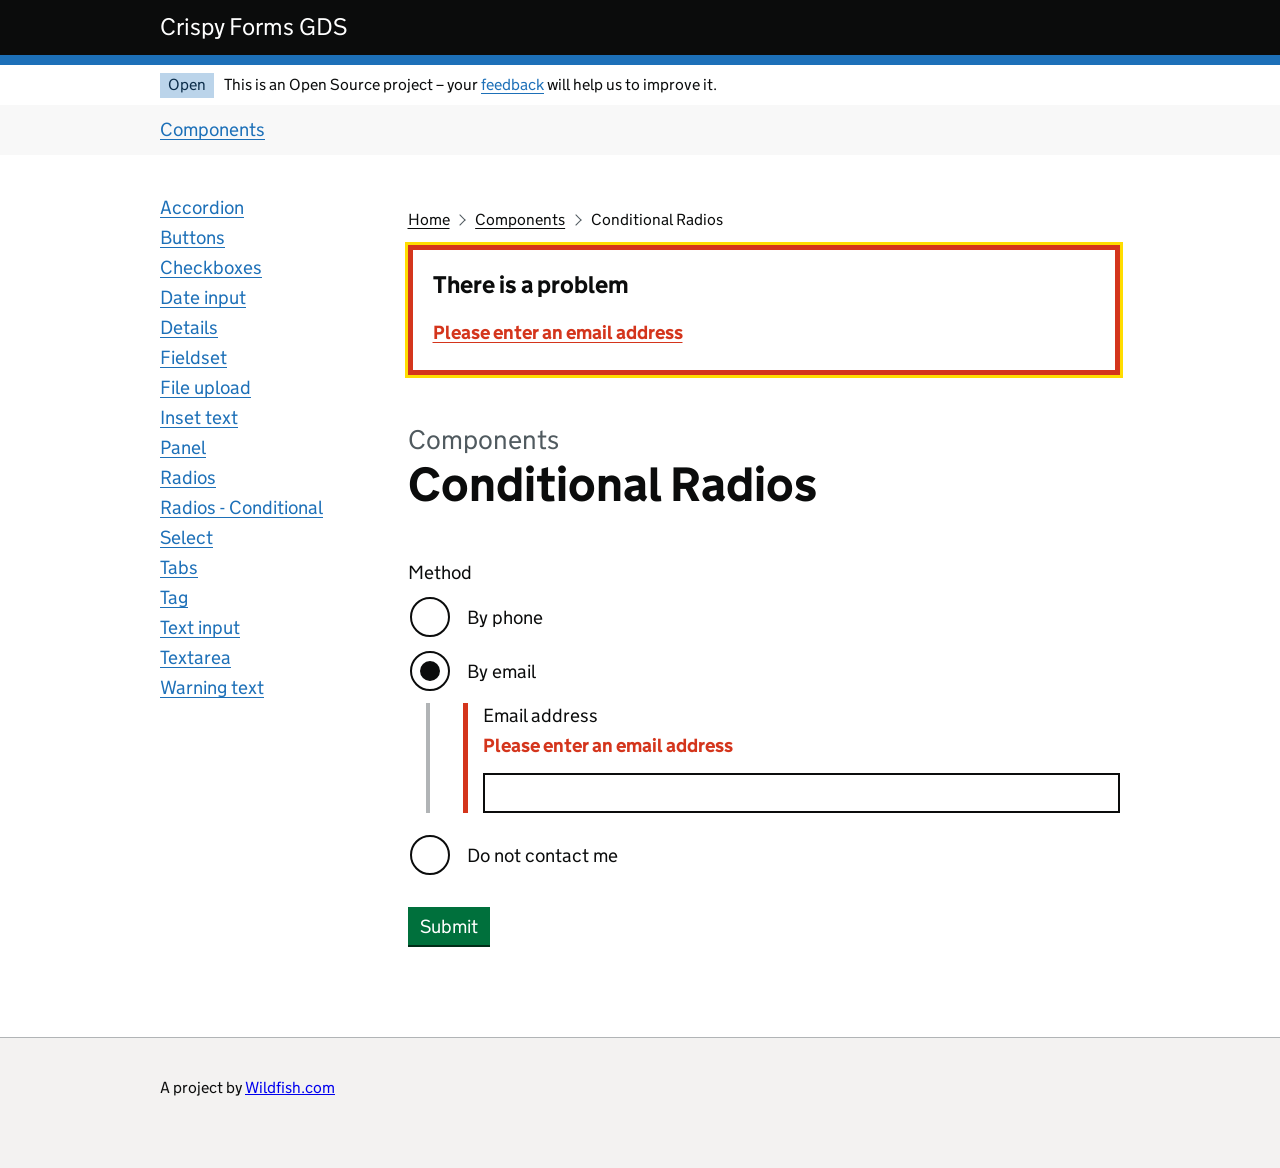 Crispy Forms GDS
Open This is an Open Source project – your feedback will help us to improve it.
Components
Accordion
Buttons
Checkboxes
Date input
Details
Fieldset
File upload
Inset text
Panel
Radios
Radios - Conditional
Select
Tabs
Tag
Text input
Textarea
Warning text
Home Components Conditional Radios
There is a problem
Please enter an email address
Components
Conditional Radios
Method
By phone
By email
Email address
Please enter an email address
Do not contact me
Submit
A project by Wildfish.com